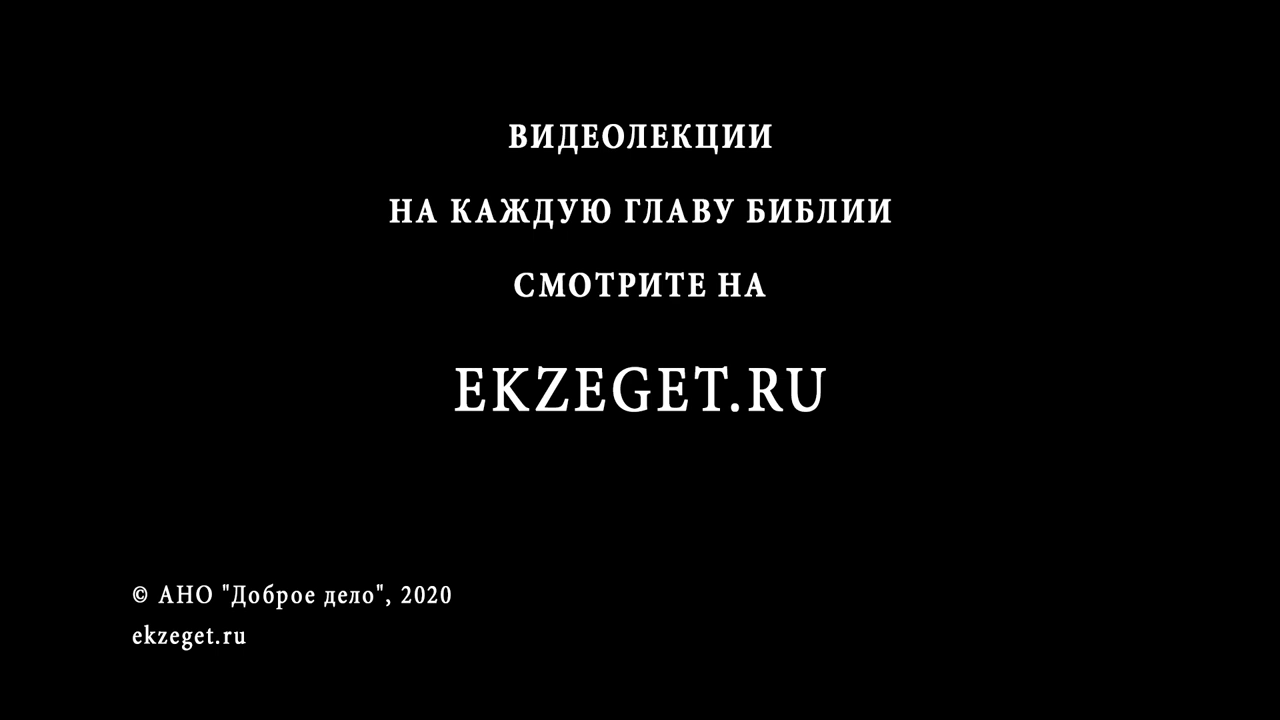 ВИДЕОЛЕКЦИИ
НА КАЖДУЮ ГЛАВУ БИБЛИИ
СМОТРИТЕ НА
EKZEGET.RU
© АНО "Доброе дело", 2020
ekzeget.ru